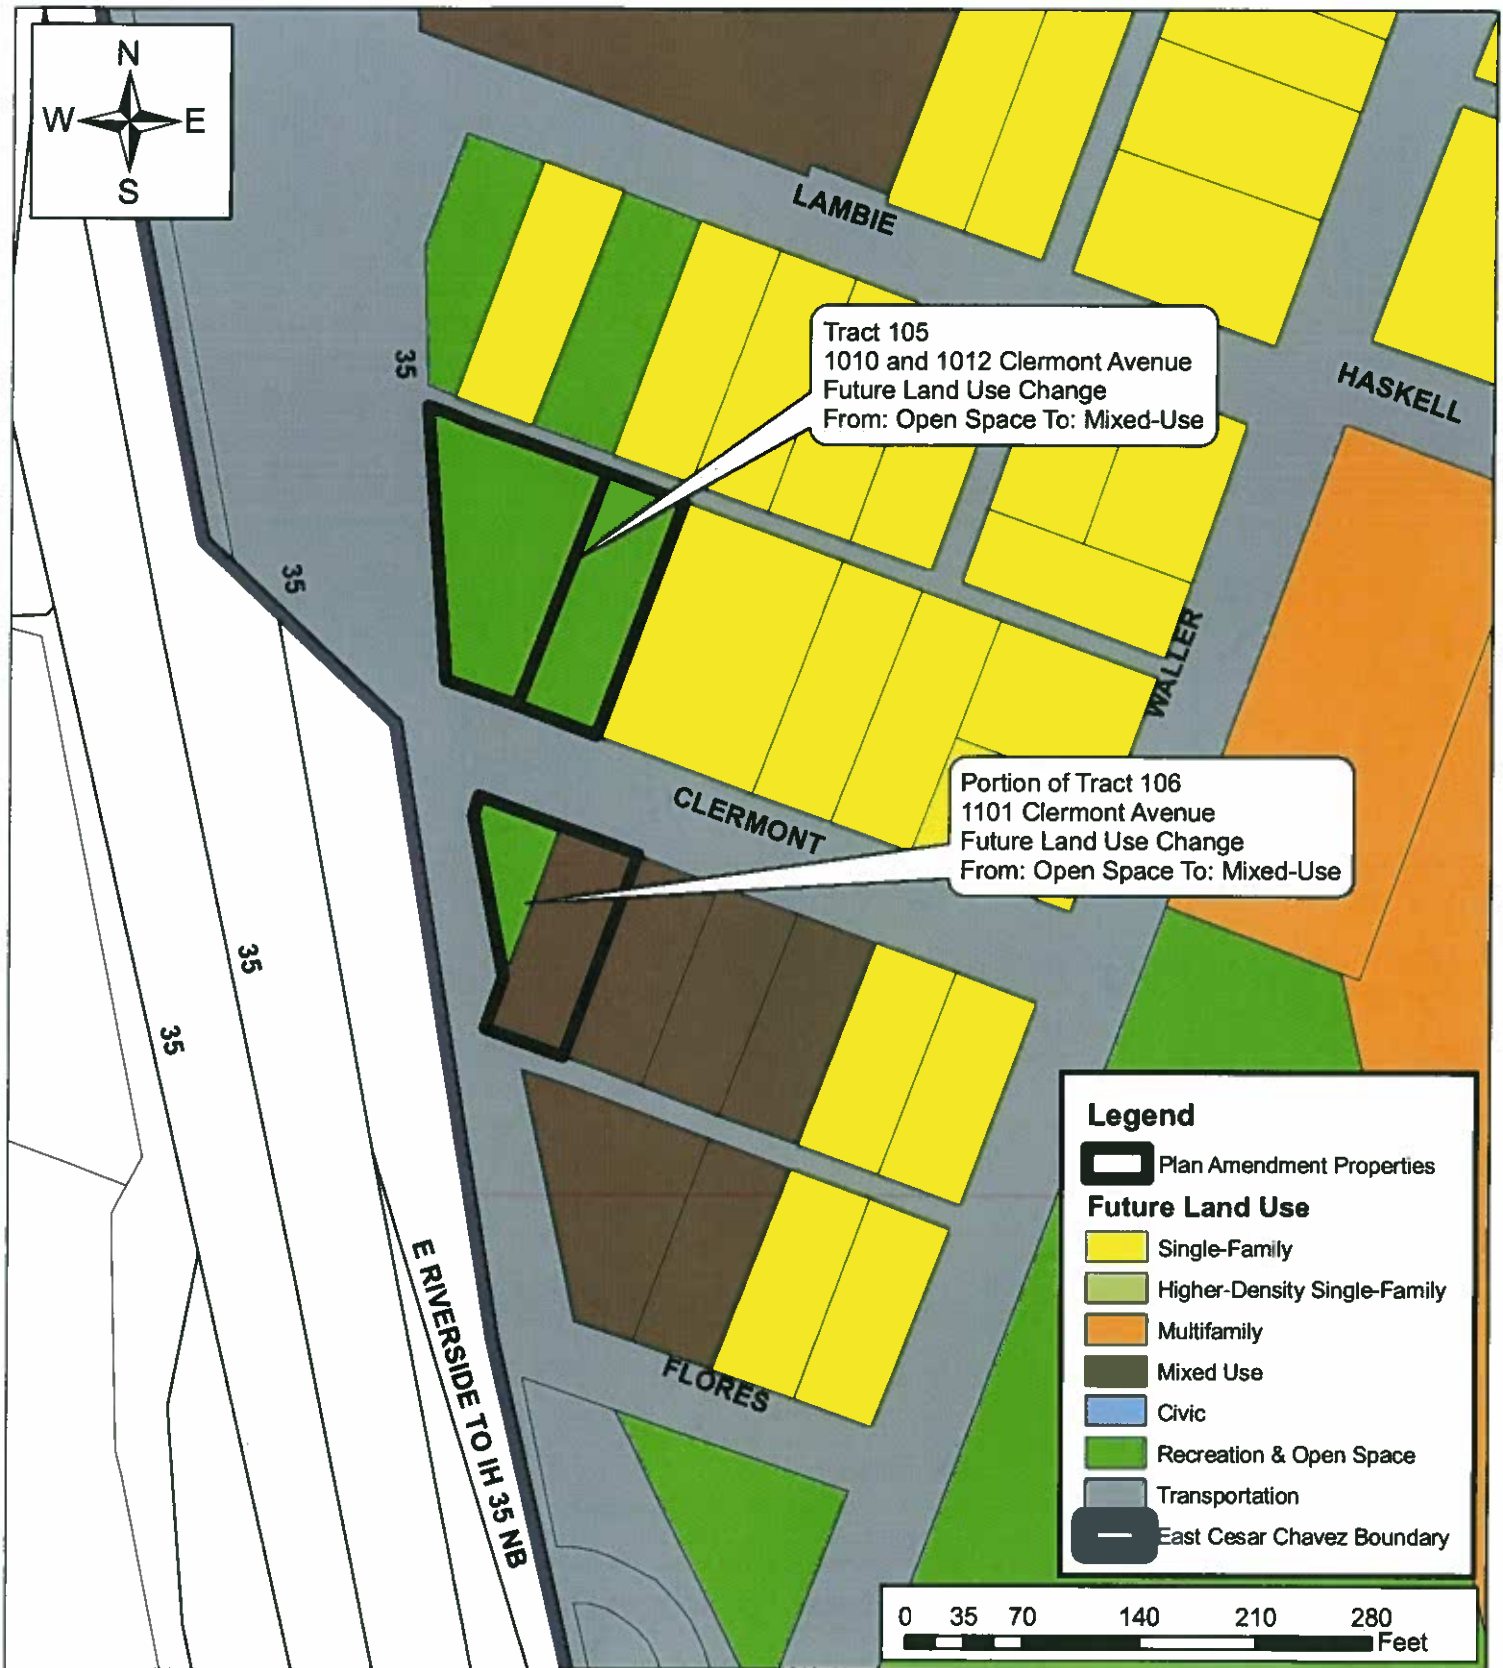 N
W E
S
LAMBIE
Tract 105
1010 and 1012 Clermont Avenue
Future Land Use Change
From: Open Space To: Mixed-Use
35
HASKELL
35
WALLER
CLERMONT
Portion of Tract 106
1101 Clermont Avenue
Future Land Use Change
From: Open Space To: Mixed-Use
35
35
E RIVERSIDE TO IH 35 NB
FLORES
Legend
Plan Amendment Properties
Future Land Use
Single-Family
Higher-Density Single-Family
Multifamily
Mixed Use
Civic
Recreation & Open Space
Transportation
East Cesar Chavez Boundary
0 35 70 140 210 280
Feet